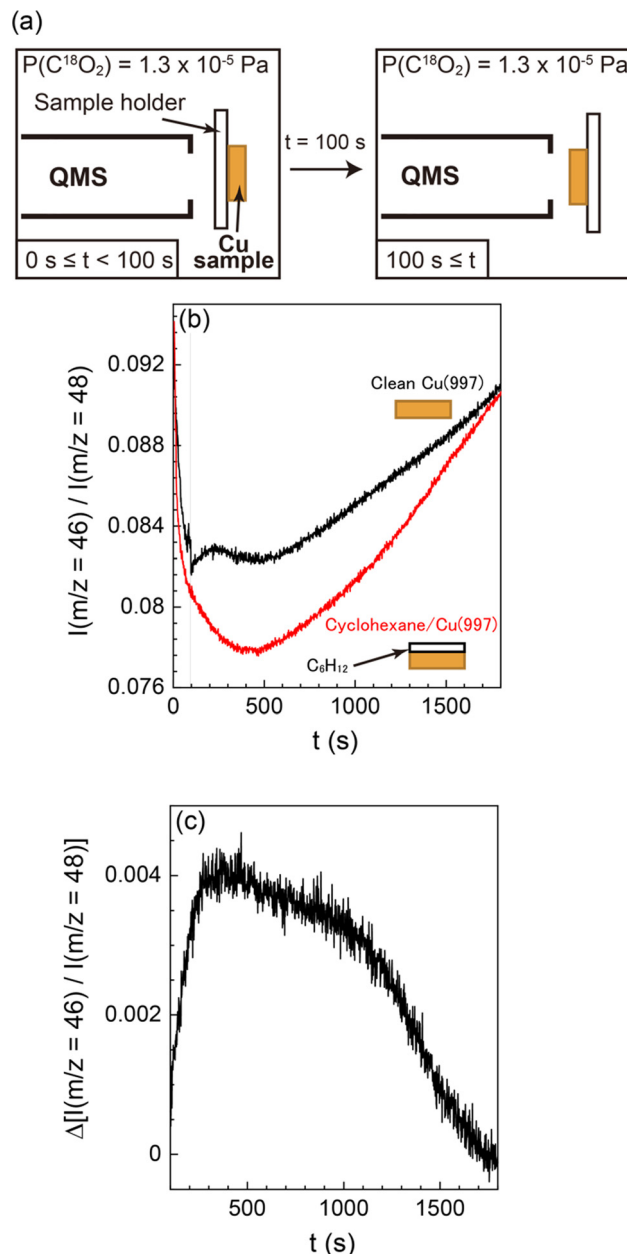 (a)
P(C¹⁸O₂) = 1.3 x 10⁻⁵ Pa
Sample holder
QMS
Cu
sample
0 s ≤ t < 100 s
t = 100 s
P(C¹⁸O₂) = 1.3 x 10⁻⁵ Pa
QMS
100 s ≤ t
(b)
I(m/z = 46) / I(m/z = 48)
0.092
0.088
0.084
0.08
0.076
Clean Cu(997)
Cyclohexane/Cu(997)
C₆H₁₂
0 500 1000 1500
t (s)
(c)
Δ[I(m/z = 46) / I(m/z = 48)]
0.004
0.002
0
500 1000 1500
t (s)